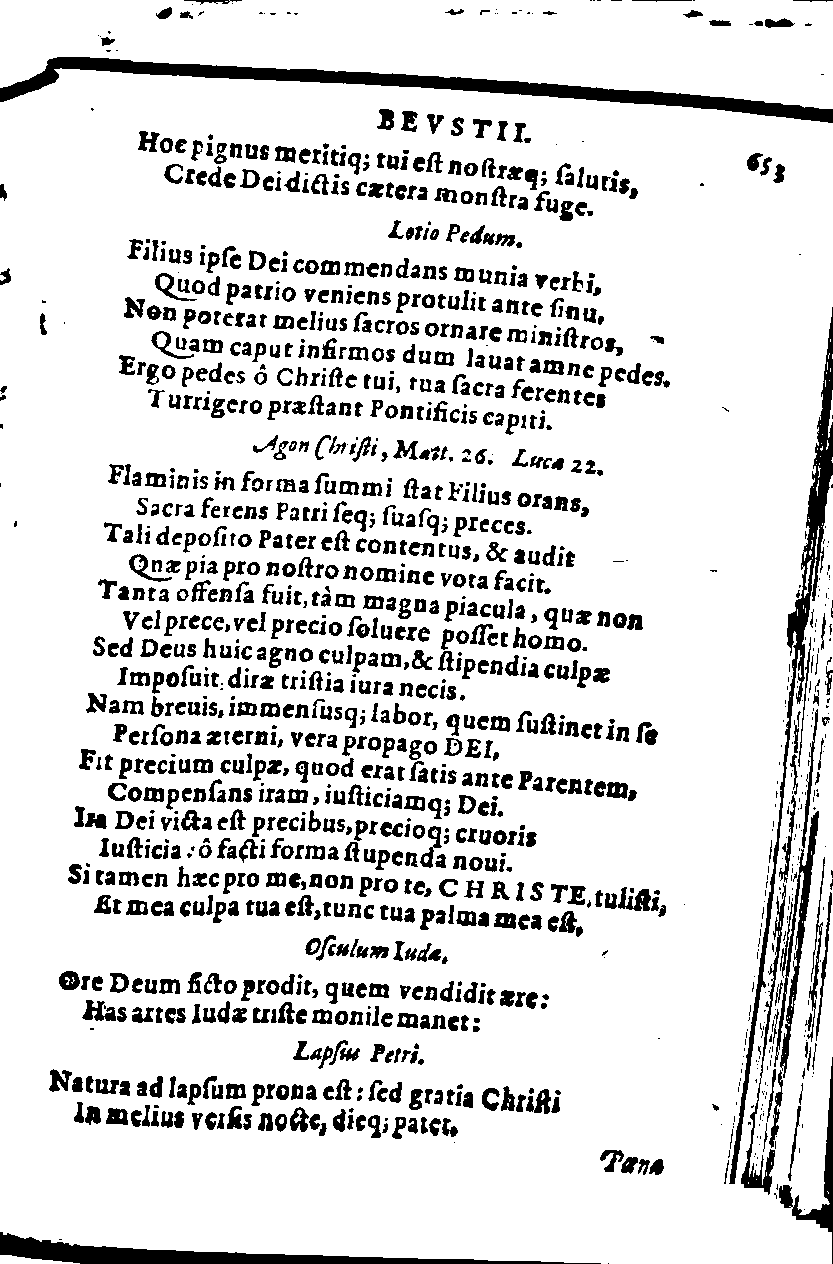 BEVSTII.
653
Hoc pignus meritiq; tui est nostræq; salutis,
Crede Dei dictis cætera monstra fuge.
Lotio Pedum.
Filius ipſe Dei commendans munia verbi,
Quod patrio veniens protulit ante ſinu,
Non poterat melius ſacros ornare miniſtros,
Quam caput infirmos dum lauat amne pedes.
Ergo pedes ô Chriſte tui, tua ſacra ferentes
Turrigero præſtant Pontificis capiti.
Agon Chriſti, Matt. 26. Lucæ 22.
Flaminis in forma ſummi ſtat Filius orans,
Sacra ferens Patri ſeq; ſuaſq; preces.
Tali depoſito Pater eſt contentus, & audit
Quæ pia pro noſtro nomine vota facit.
Tanta offenſa fuit, tàm magna piacula, quæ non
Vel prece, vel precio ſoluere poſſet homo.
Sed Deus huic agno culpam, & ſtipendia culpæ
Impoſuit, diræ triſtia iura necis.
Nam breuis, immenſusq; labor, quem ſuſtinet in ſe
Perſona æterni, vera propago DEI,
Fit precium culpæ, quod erat ſatis ante Parentem,
Compenſans iram, iuſticiamq; Dei.
Ira Dei victa eſt precibus, precioq; cruoris
Iuſticia: ô facti forma ſtupenda noui.
Si tamen hæc pro me, non pro te, CHRISTE, tuliſti,
Et mea culpa tua eſt, tunc tua palma mea eſt,
Oſculum Iudæ.
Ore Deum ficto prodit, quem vendidit ære:
Has artes Iudæ triſte monile manet:
Lapſus Petri.
Natura ad lapſum prona eſt: ſed gratia Chriſti
In melius verſis nocte, dieq; patet.
Tæna